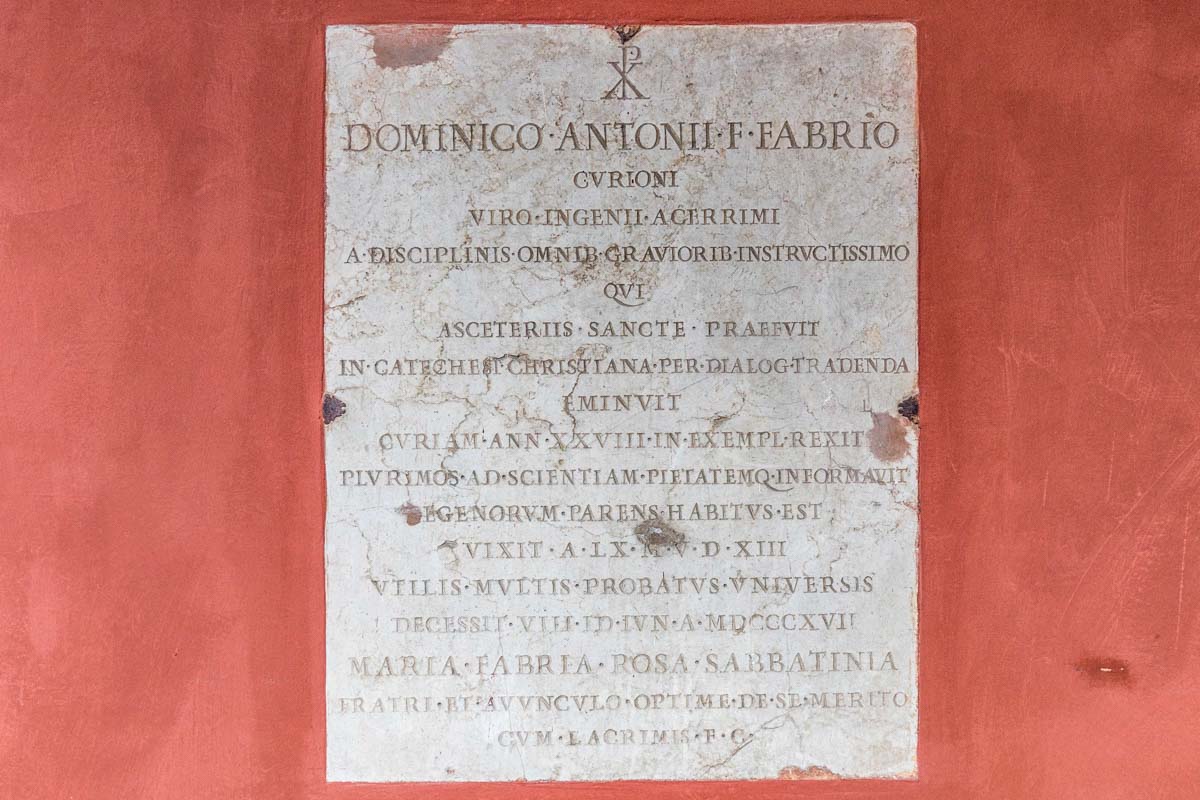 ☧
DOMINICO·ANTONII·F·FABRIO
CVRIONI
VIRO·INGENII·ACERRIMI
A·DISCIPLINIS·OMNIB·GRAVIORIB·INSTRVCTISSIMO
QVI
ASCETERIIS·SANCTE·PRAEFVIT
IN·CATECHESI·CHRISTIANA·PER·DIALOG·TRADENDA
EMINVIT
CVRIAM·ANN·XXVIII·IN·EXEMPL·REXIT
PLVRIMOS·AD·SCIENTIAM·PIETATEMQ·INFORMAVIT
EGENORVM·PARENS·HABITVS·EST
VIXIT·A·LX·M·V·D·XIII
VTILIS·MVLTIS·PROBATVS·VNIVERSIS
DECESSIT·VIII·ID·IVN·A·MDCCCXVII
MARIA·FABRIA·ROSA·SABBATINIA
FRATRI·ET·AVVNCVLO·OPTIME·DE·SE·MERITO
CVM·LACRIMIS·F·C·